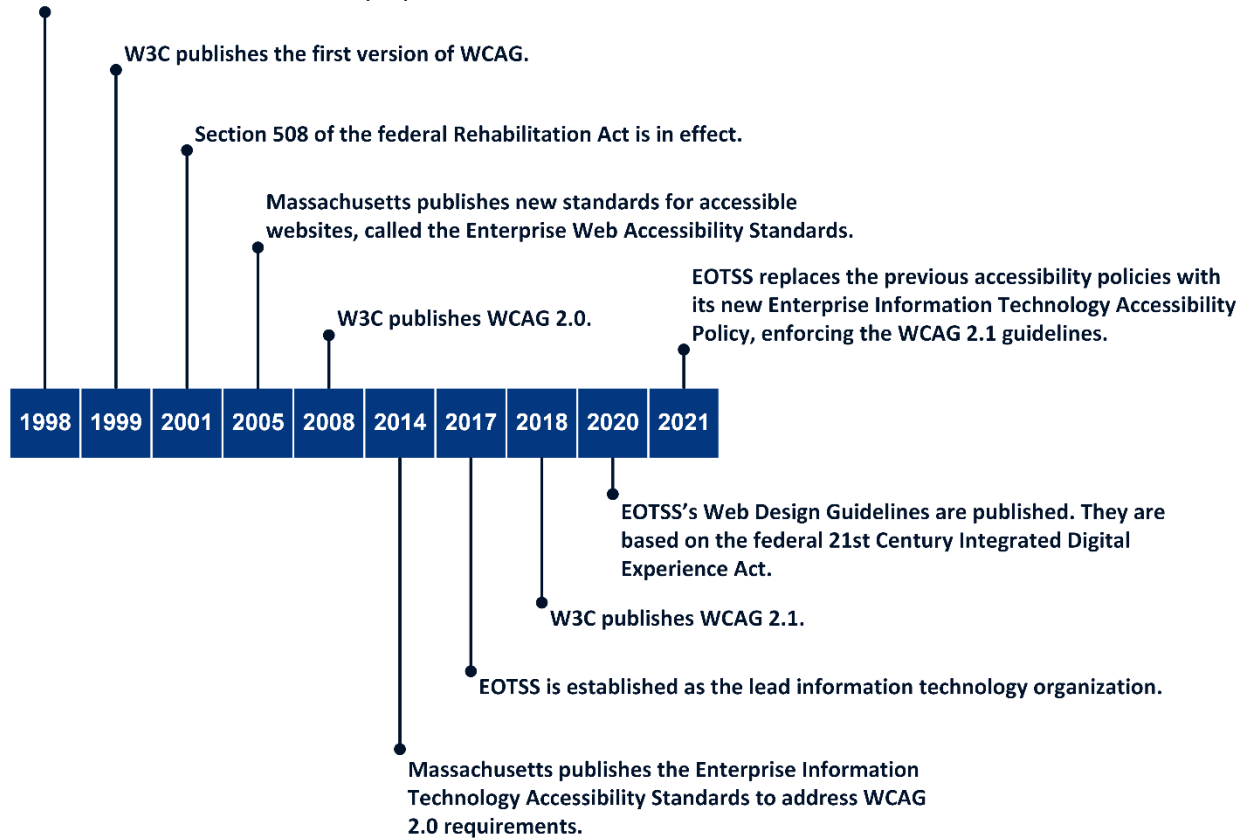 W3C publishes the first version of WCAG.
Section 508 of the federal Rehabilitation Act is in effect.
Massachusetts publishes new standards for accessible
websites, called the Enterprise Web Accessibility Standards.
W3C publishes WCAG 2.0.
EOTSS replaces the previous accessibility policies with
its new Enterprise Information Technology Accessibility
Policy, enforcing the WCAG 2.1 guidelines.
1998 1999 2001 2005 2008 2014 2017 2018 2020 2021
EOTSS’s Web Design Guidelines are published. They are
based on the federal 21st Century Integrated Digital
Experience Act.
W3C publishes WCAG 2.1.
EOTSS is established as the lead information technology organization.
Massachusetts publishes the Enterprise Information
Technology Accessibility Standards to address WCAG
2.0 requirements.